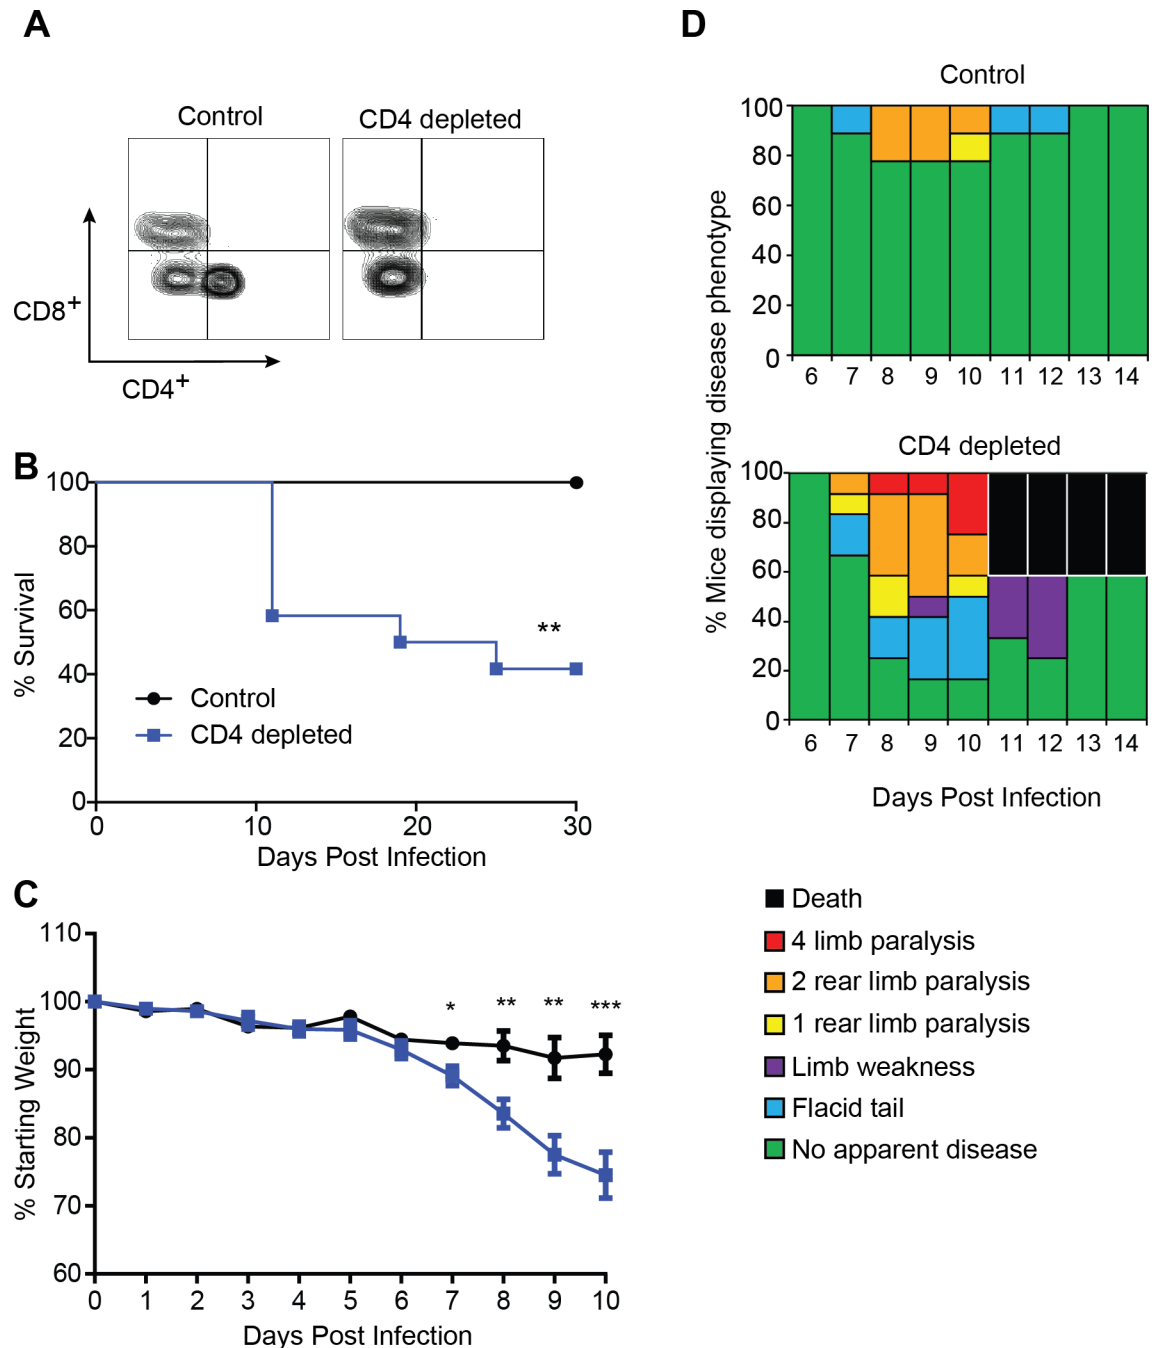 A
Control
CD4 depleted
CD8+
CD4+
B
100
80
60
40
20
0
% Survival
**
Control
CD4 depleted
0 10 20 30
Days Post Infection
C
110
100
90
80
70
60
% Starting Weight
* ** ** ***
0 1 2 3 4 5 6 7 8 9 10
Days Post Infection
D
% Mice displaying disease phenotype
Control
100
80
60
40
20
0
6 7 8 9 10 11 12 13 14
CD4 depleted
100
80
60
40
20
0
6 7 8 9 10 11 12 13 14
Days Post Infection
Death
4 limb paralysis
2 rear limb paralysis
1 rear limb paralysis
Limb weakness
Flacid tail
No apparent disease